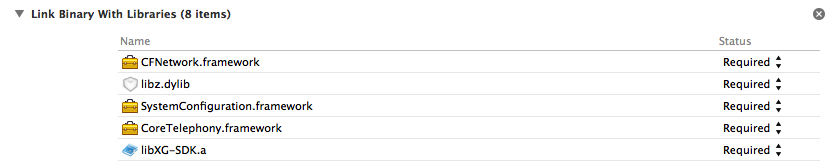 Link Binary With Libraries (8 items)
Name Status
CFNetwork.framework Required
libz.dylib Required
SystemConfiguration.framework Required
CoreTelephony.framework Required
libXG-SDK.a Required